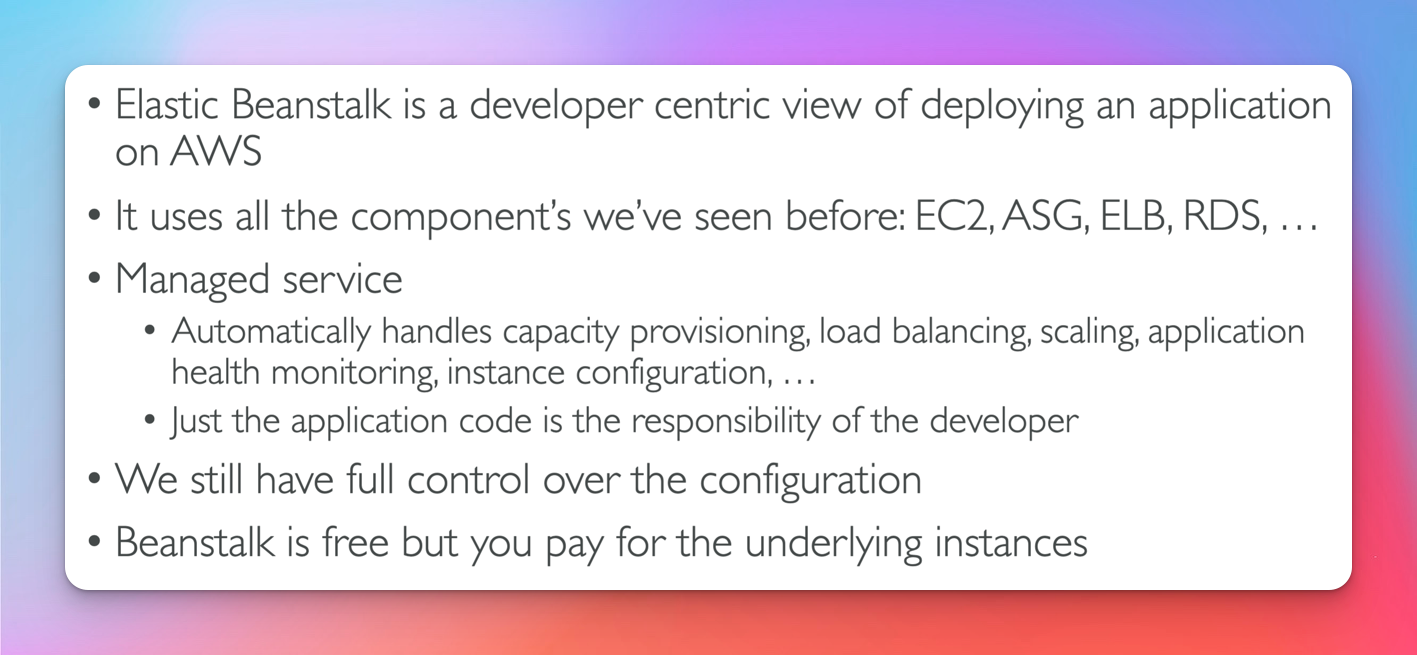 • Elastic Beanstalk is a developer centric view of deploying an application
on AWS
• It uses all the component’s we’ve seen before: EC2, ASG, ELB, RDS, …
• Managed service
• Automatically handles capacity provisioning, load balancing, scaling, application
health monitoring, instance configuration, …
• Just the application code is the responsibility of the developer
• We still have full control over the configuration
• Beanstalk is free but you pay for the underlying instances